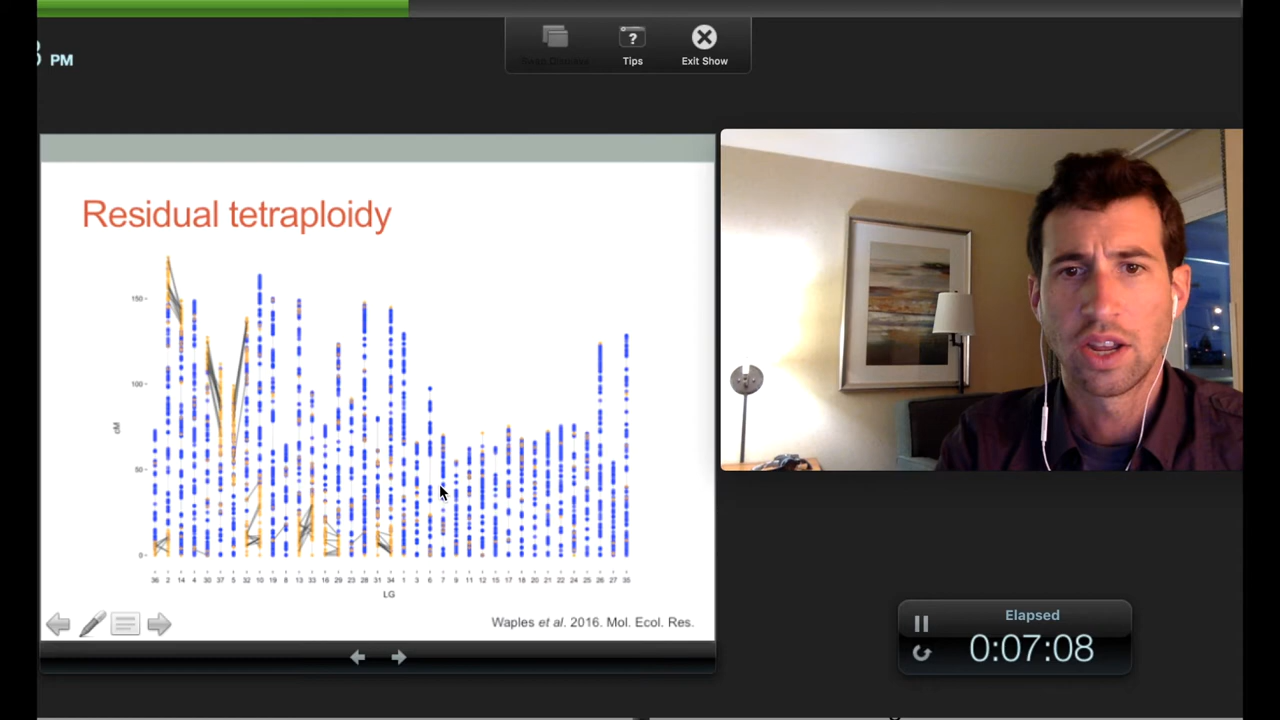 PM
Tips
Exit Show
Residual tetraploidy
150
100
50
0
cM
36 2 14 4 30 37 5 32 10 19 8 13 33 16 29 23 28 31 34 1 3 6 7 9 11 12 15 17 18 20 21 22 24 25 26 27 35
LG
Waples et al. 2016. Mol. Ecol. Res.
Elapsed
0:07:08